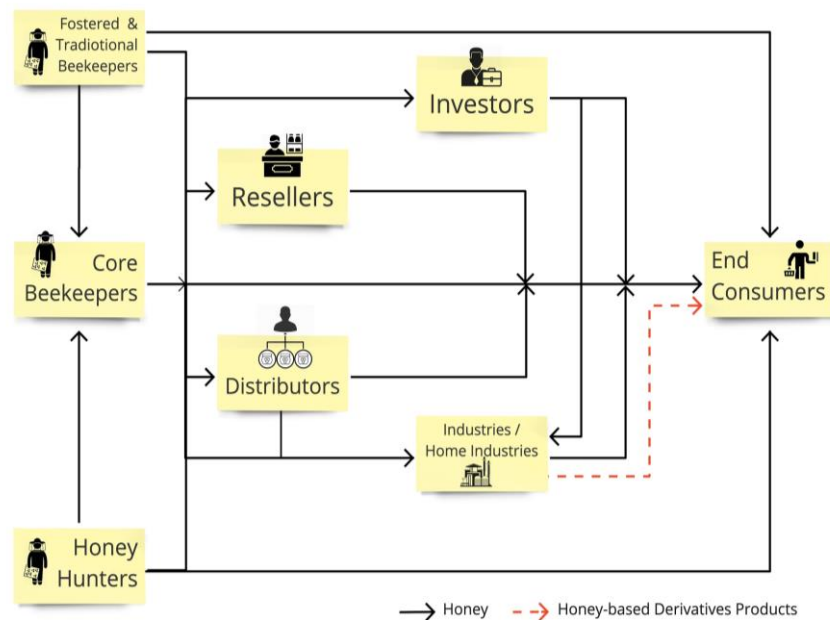 Fostered &
Tradiotional
Beekeepers
Investors
Resellers
Core
Beekeepers
End
Consumers
Distributors
Industries /
Home Industries
Honey
Hunters
Honey
Honey-based Derivatives Products